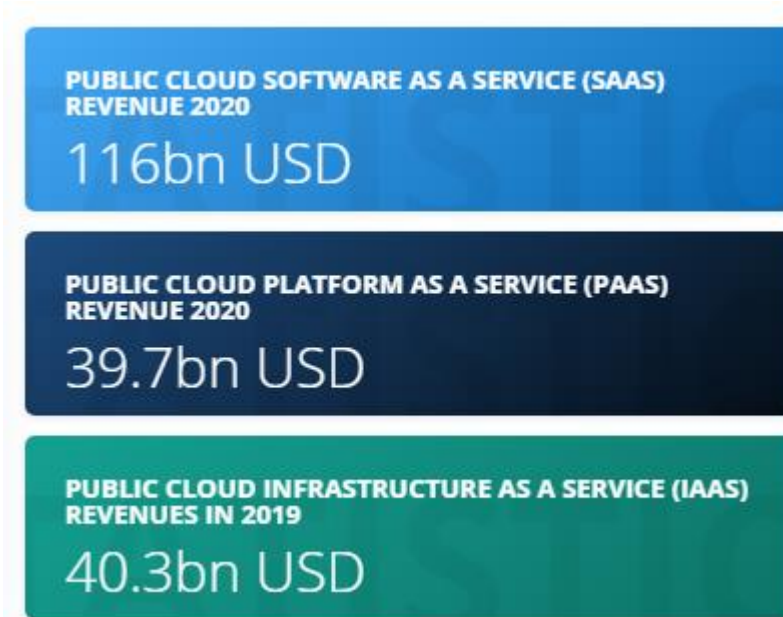 PUBLIC CLOUD SOFTWARE AS A SERVICE (SAAS)
REVENUE 2020
116bn USD
PUBLIC CLOUD PLATFORM AS A SERVICE (PAAS)
REVENUE 2020
39.7bn USD
PUBLIC CLOUD INFRASTRUCTURE AS A SERVICE (IAAS)
REVENUES IN 2019
40.3bn USD